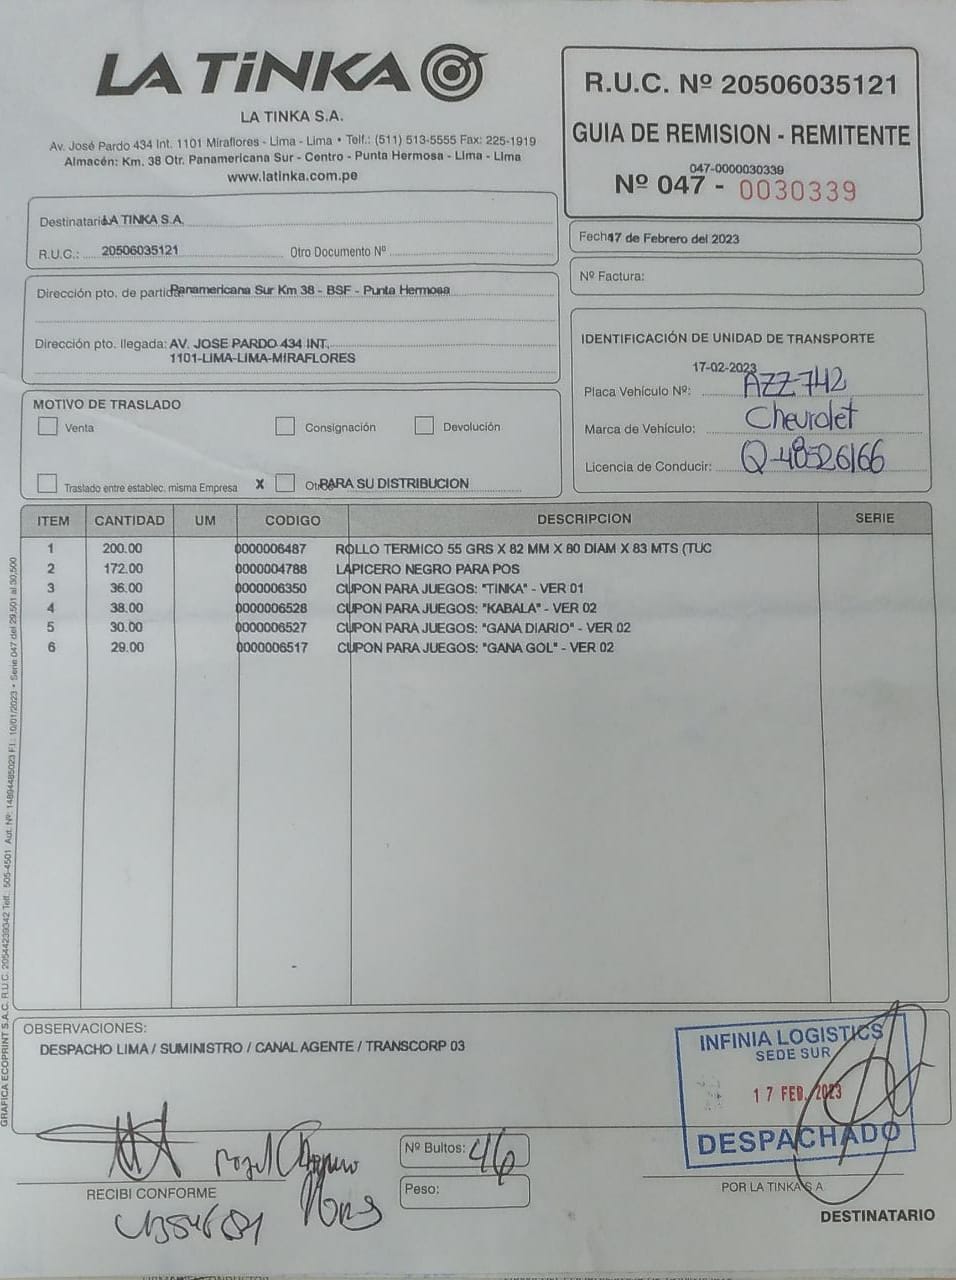 LA TiNKA
LA TINKA S.A.
Av. José Pardo 434 Int. 1101 Miraflores - Lima - Lima • Telf.: (511) 513-5555 Fax: 225-1919
Almacén: Km. 38 Otr. Panamericana Sur - Centro - Punta Hermosa - Lima - Lima
www.latinka.com.pe
R.U.C. Nº 20506035121
GUIA DE REMISION - REMITENTE
047-0000030339
Nº 047 - 0030339
Destinatario LA TINKA S.A.
R.U.C.: 20506035121 Otro Documento Nº
Fecha 17 de Febrero del 2023
Nº Factura:
Dirección pto. de partida: Panamericana Sur Km 38 - BSF - Punta Hermosa
Dirección pto. llegada: AV. JOSE PARDO 434 INT.
1101-LIMA-LIMA-MIRAFLORES
IDENTIFICACIÓN DE UNIDAD DE TRANSPORTE
17-02-2023
Placa Vehículo Nº: AZZ-742
Marca de Vehículo: Chevrolet
Licencia de Conducir: Q-48526166
MOTIVO DE TRASLADO
Venta Consignación Devolución
Traslado entre establec. misma Empresa X Otros PARA SU DISTRIBUCION
ITEM CANTIDAD UM CODIGO DESCRIPCION SERIE
1 200.00 0000006487 ROLLO TERMICO 55 GRS X 82 MM X 80 DIAM X 83 MTS (TUC
2 172.00 0000004788 LAPICERO NEGRO PARA POS
3 36.00 0000006350 CUPON PARA JUEGOS: "TINKA" - VER 01
4 38.00 0000006528 CUPON PARA JUEGOS: "KABALA" - VER 02
5 30.00 0000006527 CUPON PARA JUEGOS: "GANA DIARIO" - VER 02
6 29.00 0000006517 CUPON PARA JUEGOS: "GANA GOL" - VER 02
GRAFICA ECOPRINT S.A.C. R.U.C. 20544239342 Telf.: 505-4501 Aut. Nº: 14894485023 F.I.: 10/01/2023 • Serie 047 del 29,501 al 30,500
OBSERVACIONES:
DESPACHO LIMA / SUMINISTRO / CANAL AGENTE / TRANSCORP 03
INFINIA LOGISTICS
SEDE SUR
17 FEB. 2023
DESPACHADO
Nº Bultos: 46
Peso:
RECIBI CONFORME
POR LA TINKA S.A.
DESTINATARIO